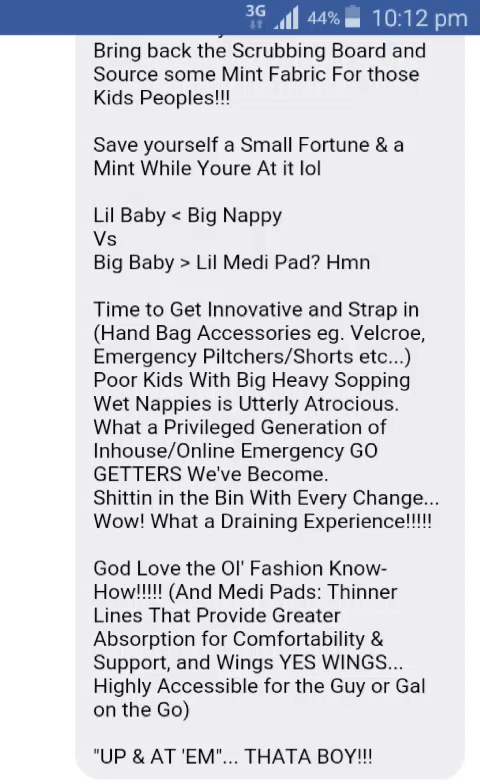 3G 44% 10:12 pm
Bring back the Scrubbing Board and
Source some Mint Fabric For those
Kids Peoples!!!
Save yourself a Small Fortune & a
Mint While Youre At it lol
Lil Baby < Big Nappy
Vs
Big Baby > Lil Medi Pad? Hmn
Time to Get Innovative and Strap in
(Hand Bag Accessories eg. Velcroe,
Emergency Piltchers/Shorts etc...)
Poor Kids With Big Heavy Sopping
Wet Nappies is Utterly Atrocious.
What a Privileged Generation of
Inhouse/Online Emergency GO
GETTERS We've Become.
Shittin in the Bin With Every Change...
Wow! What a Draining Experience!!!!!
God Love the Ol' Fashion Know-
How!!!!! (And Medi Pads: Thinner
Lines That Provide Greater
Absorption for Comfortability &
Support, and Wings YES WINGS...
Highly Accessible for the Guy or Gal
on the Go)
"UP & AT 'EM"... THATA BOY!!!